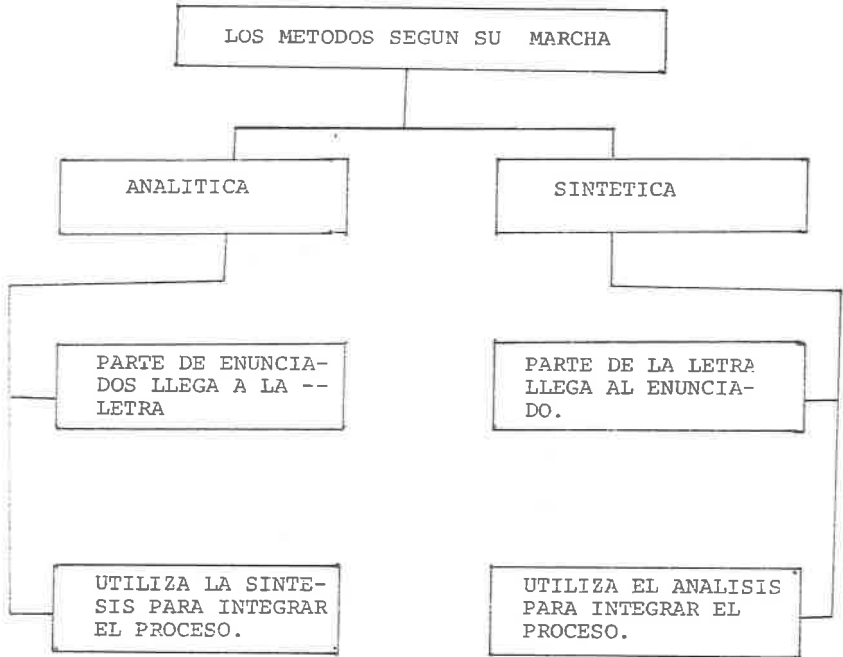 LOS METODOS SEGUN SU MARCHA
ANALITICA
SINTETICA
PARTE DE ENUNCIA-
DOS LLEGA A LA --
LETRA
PARTE DE LA LETRA
LLEGA AL ENUNCIA-
DO.
UTILIZA LA SINTE-
SIS PARA INTEGRAR
EL PROCESO.
UTILIZA EL ANALISIS
PARA INTEGRAR EL
PROCESO.